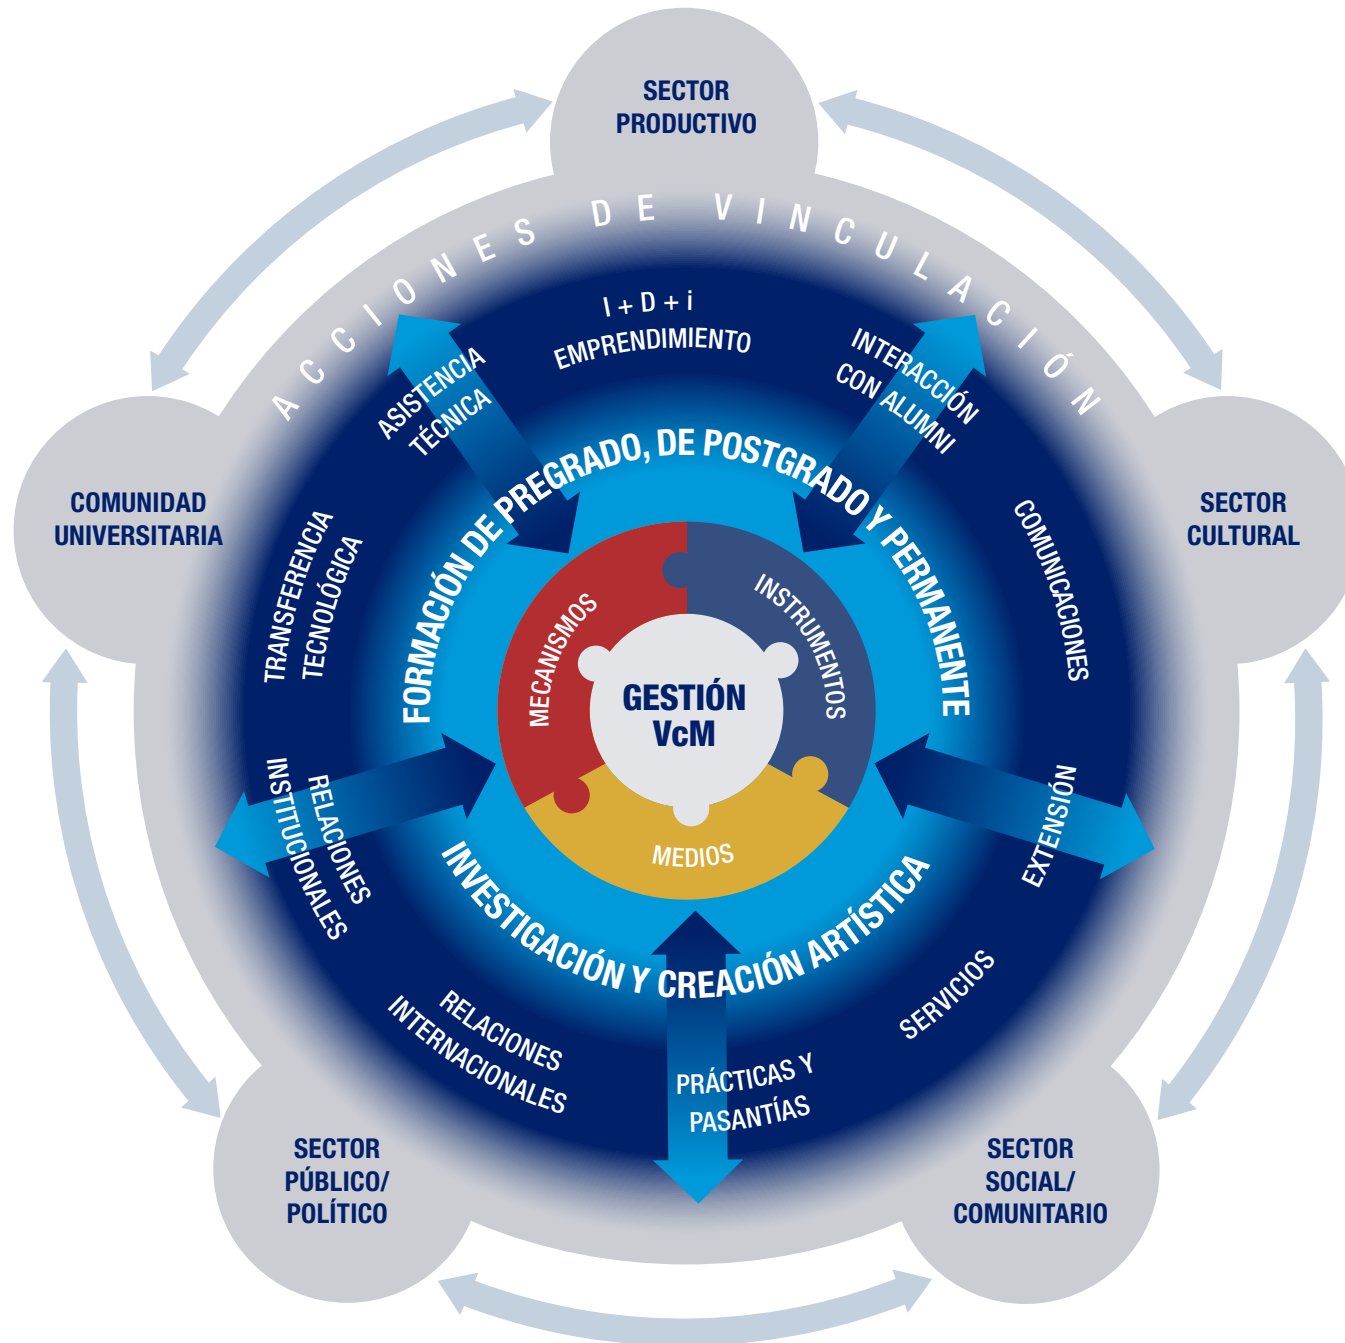 SECTOR
PRODUCTIVO
ACCIONES DE VINCULACIÓN
I + D + i
EMPRENDIMIENTO
ASISTENCIA
TÉCNICA
INTERACCIÓN
CON ALUMNI
FORMACIÓN DE PREGRADO, DE POSTGRADO Y PERMANENTE
COMUNIDAD
UNIVERSITARIA
SECTOR
CULTURAL
TRANSFERENCIA
TECNOLÓGICA
COMUNICACIONES
MECANISMOS
INSTRUMENTOS
GESTIÓN
VcM
MEDIOS
RELACIONES
INSTITUCIONALES
EXTENSIÓN
INVESTIGACIÓN Y CREACIÓN ARTÍSTICA
SERVICIOS
RELACIONES
INTERNACIONALES
PRÁCTICAS Y
PASANTÍAS
SECTOR
PÚBLICO/
POLÍTICO
SECTOR
SOCIAL/
COMUNITARIO